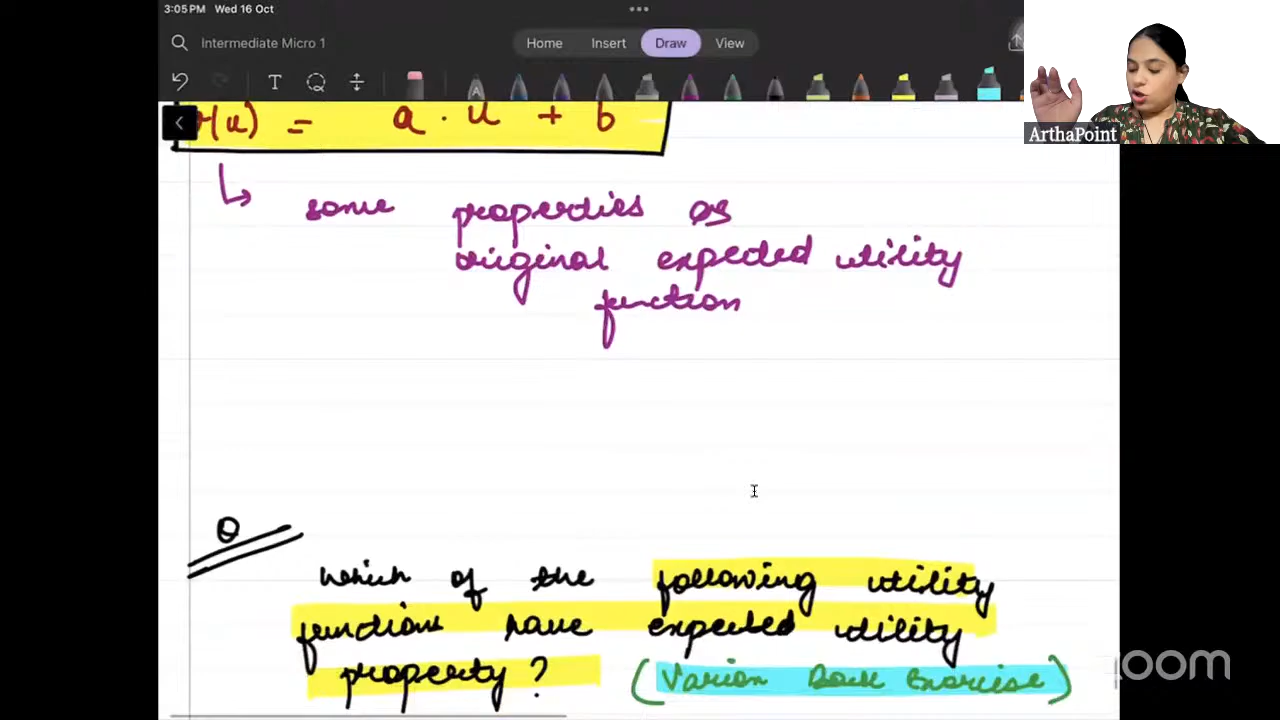 3:05 PM Wed 16 Oct
Intermediate Micro 1
Home Insert Draw View
ArthaPoint
(u) = a · u + b
same properties as
original expected utility
function
Q
which of the following utility
functions have expected utility
property ?
(Varian Book Exercise)
zoom